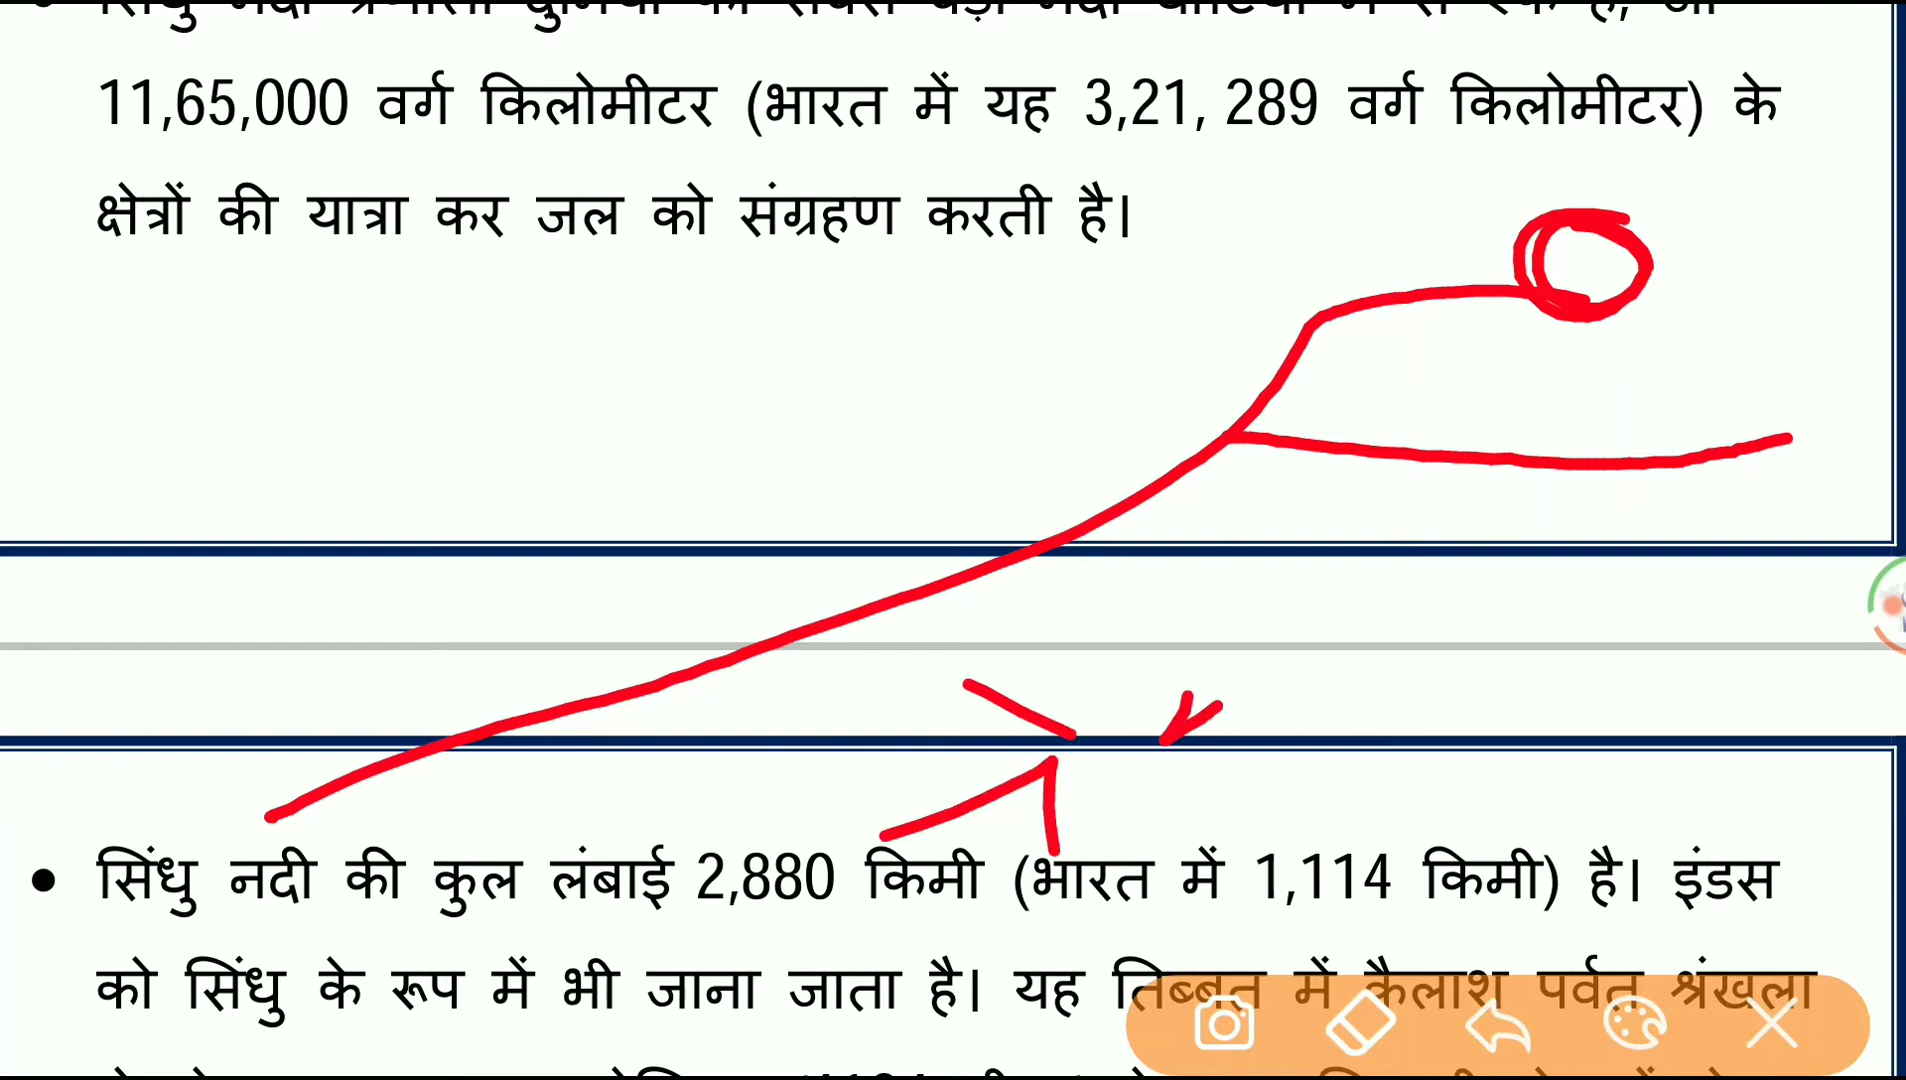 11,65,000 वर्ग किलोमीटर (भारत में यह 3,21, 289 वर्ग किलोमीटर) के
क्षेत्रों की यात्रा कर जल को संग्रहण करती है।
सिंधु नदी की कुल लंबाई 2,880 किमी (भारत में 1,114 किमी) है। इंडस
को सिंधु के रूप में भी जाना जाता है। यह तिब्बत में कैलाश पर्वत श्रंखला